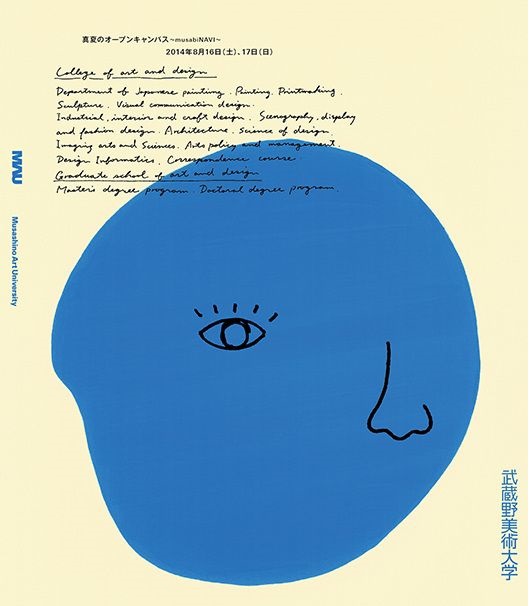 真夏のオープンキャンパス〜musabiNAVI〜
2014年8月16日(土)、17日(日)
College of art and design
Department of Japanese painting . Painting . Printmaking .
Sculpture . Visual communication design .
Industrial, interior and craft design . Scenography, display
and fashion design . Architecture . Science of design .
Imaging arts and Sciences . Arts policy and management .
Design Informatics . Correspondence course .
Graduate school of art and design
Master's degree program . Doctoral degree program .
MAU
Musashino Art University
武蔵野美術大学